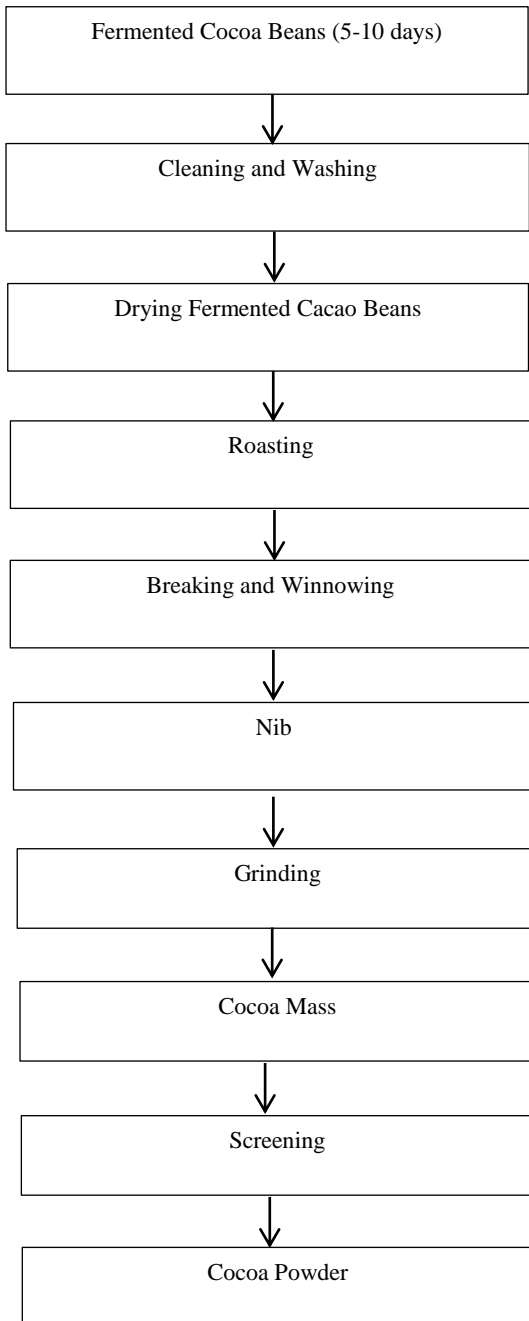 Fermented Cocoa Beans (5-10 days)
Cleaning and Washing
Drying Fermented Cacao Beans
Roasting
Breaking and Winnowing
Nib
Grinding
Cocoa Mass
Screening
Cocoa Powder